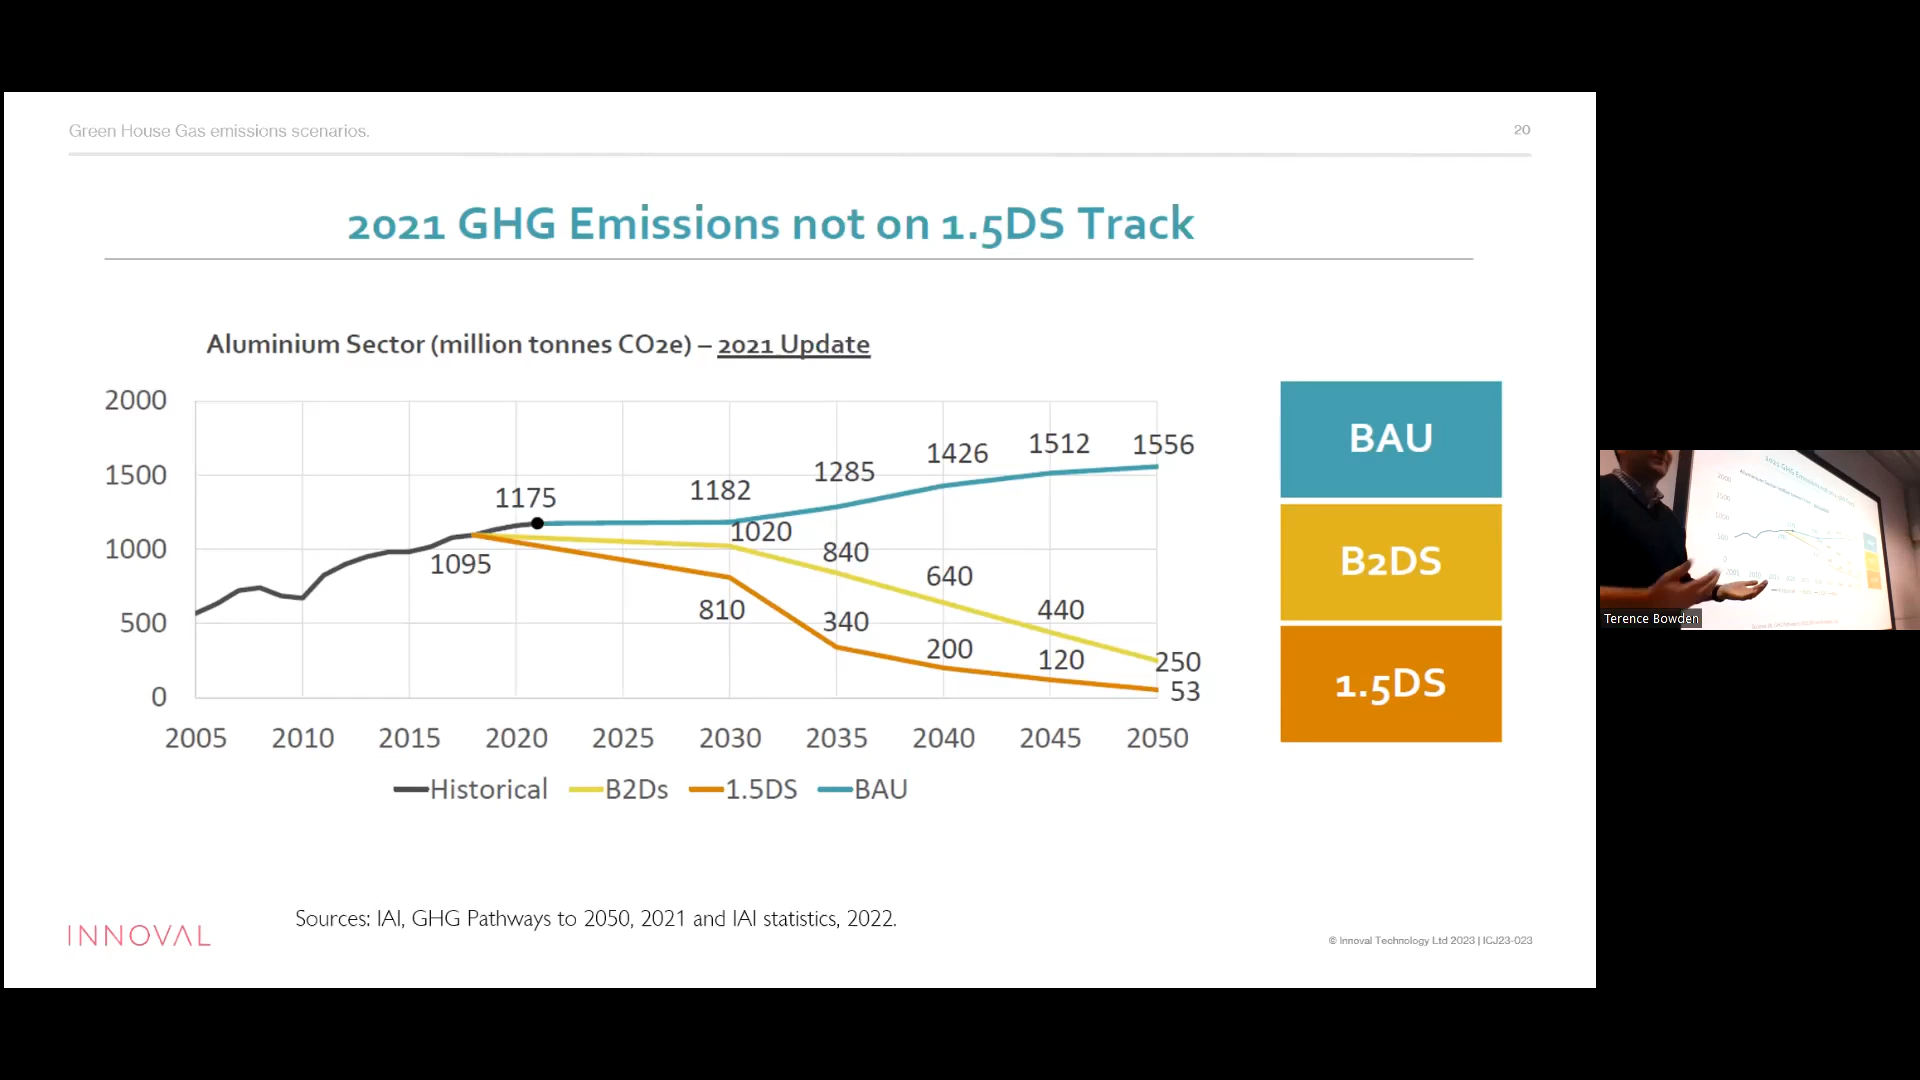 Green House Gas emissions scenarios.
20
2021 GHG Emissions not on 1.5DS Track
Aluminium Sector (million tonnes CO2e) – 2021 Update
2000
1500
1000
500
0
1095
1175
1182
1285
1426
1512
1556
1020
840
640
440
250
810
340
200
120
53
2005 2010 2015 2020 2025 2030 2035 2040 2045 2050
Historical B2Ds 1.5DS BAU
BAU
B2DS
1.5DS
Sources: IAI, GHG Pathways to 2050, 2021 and IAI statistics, 2022.
INNOVAL
© Innoval Technology Ltd 2023 | ICJ23-023
Terence Bowden